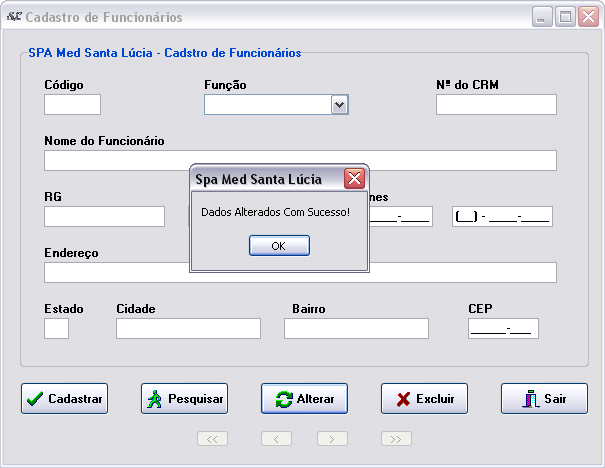 Cadastro de Funcionários
SPA Med Santa Lúcia - Cadstro de Funcionários
Código Função Nº do CRM
Nome do Funcionário
Spa Med Santa Lúcia
RG nes
Dados Alterados Com Sucesso!
____-____ (__) - ____-____
OK
Endereço
Estado Cidade Bairro CEP
_____-___
Cadastrar Pesquisar Alterar Excluir Sair
<< < > >>